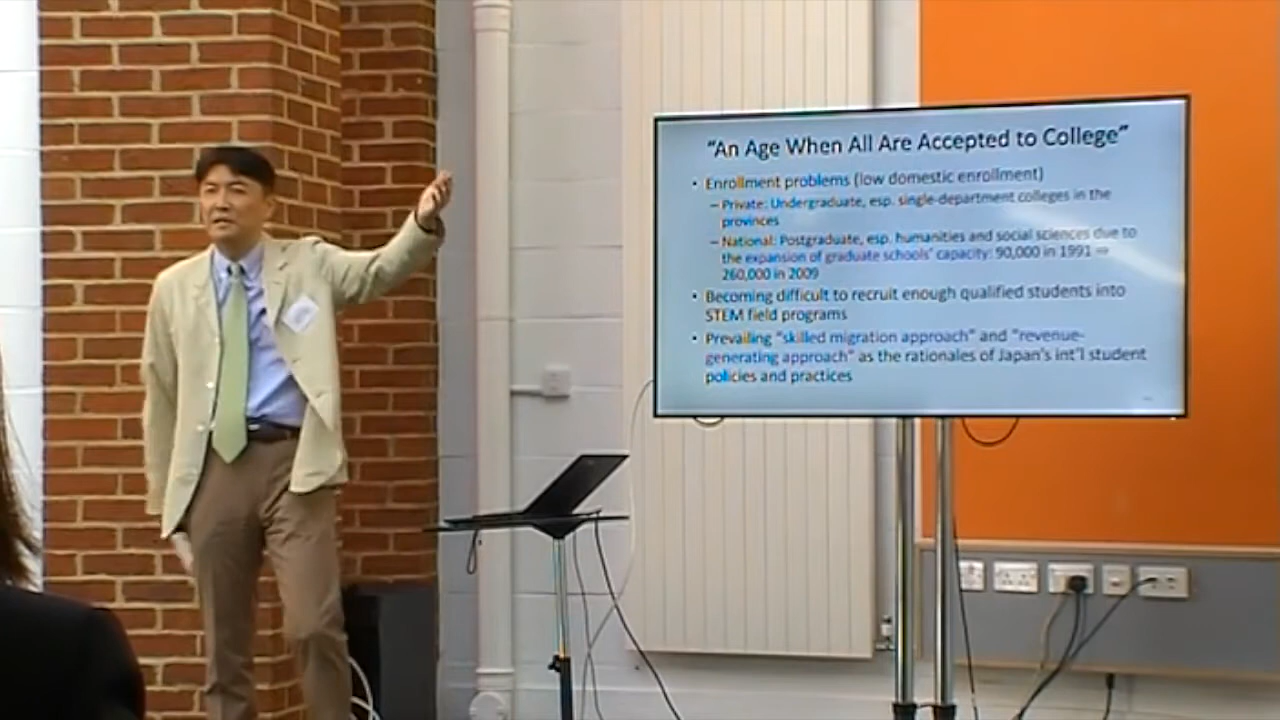 “An Age When All Are Accepted to College”
• Enrollment problems (low domestic enrollment)
– Private: Undergraduate, esp. single-department colleges in the
provinces
– National: Postgraduate, esp. humanities and social sciences due to
the expansion of graduate schools’ capacity: 90,000 in 1991 ⇒
260,000 in 2009
• Becoming difficult to recruit enough qualified students into
STEM field programs
• Prevailing “skilled migration approach” and “revenue-
generating approach” as the rationales of Japan’s int’l student
policies and practices